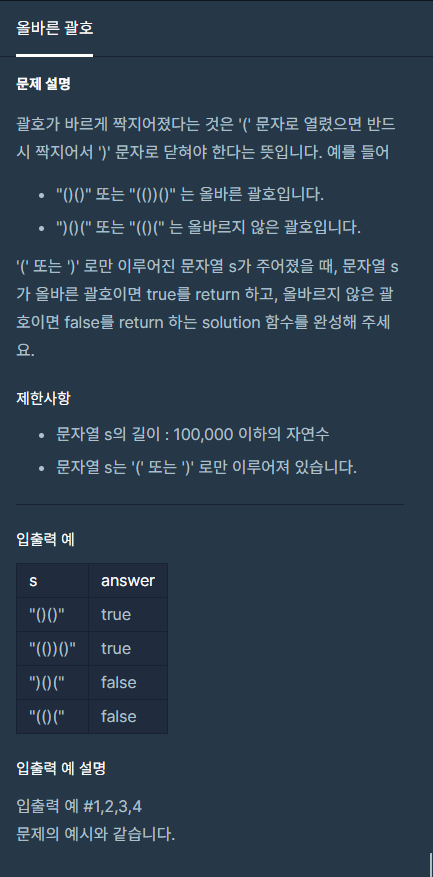 올바른 괄호
문제 설명
괄호가 바르게 짝지어졌다는 것은 '(' 문자로 열렸으면 반드
시 짝지어서 ')' 문자로 닫혀야 한다는 뜻입니다. 예를 들어
• "()()" 또는 "(())()" 는 올바른 괄호입니다.
• ")()(" 또는 "(()(" 는 올바르지 않은 괄호입니다.
'(' 또는 ')' 로만 이루어진 문자열 s가 주어졌을 때, 문자열 s
가 올바른 괄호이면 true를 return 하고, 올바르지 않은 괄
호이면 false를 return 하는 solution 함수를 완성해 주세
요.
제한사항
• 문자열 s의 길이 : 100,000 이하의 자연수
• 문자열 s는 '(' 또는 ')' 로만 이루어져 있습니다.
입출력 예
s answer
"()()" true
"(())()" true
")()(" false
"(()(" false
입출력 예 설명
입출력 예 #1,2,3,4
문제의 예시와 같습니다.